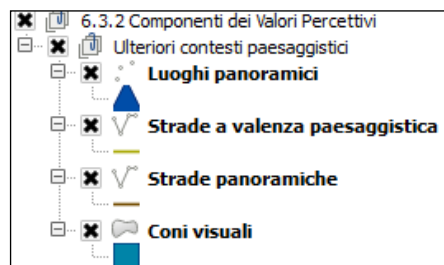 6.3.2 Componenti dei Valori Percettivi
Ulteriori contesti paesaggistici
Luoghi panoramici
Strade a valenza paesaggistica
Strade panoramiche
Coni visuali